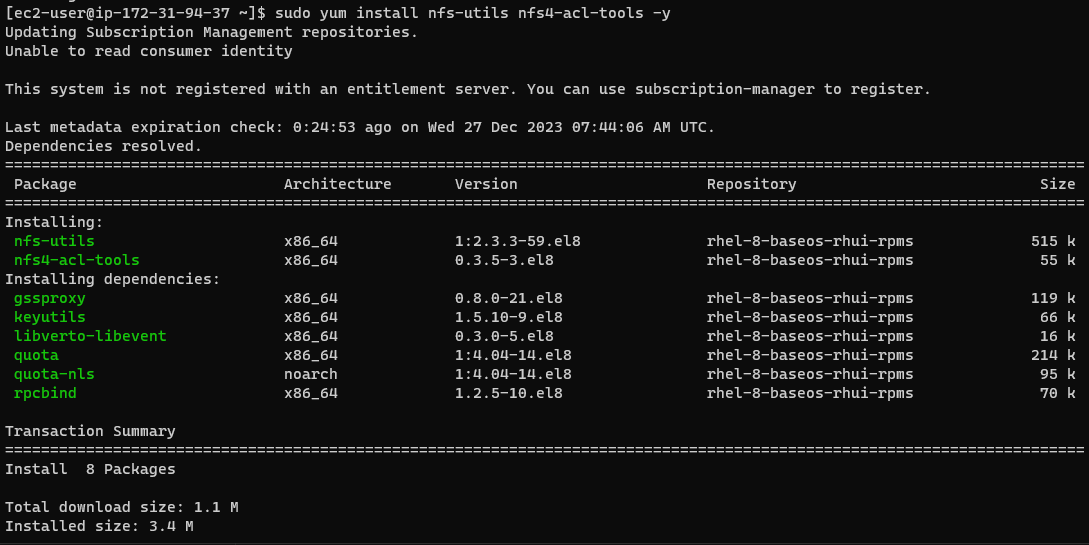 [ec2-user@ip-172-31-94-37 ~]$ sudo yum install nfs-utils nfs4-acl-tools -y
Updating Subscription Management repositories.
Unable to read consumer identity
This system is not registered with an entitlement server. You can use subscription-manager to register.
Last metadata expiration check: 0:24:53 ago on Wed 27 Dec 2023 07:44:06 AM UTC.
Dependencies resolved.
========================================================================================================================
Package Architecture Version Repository Size
========================================================================================================================
Installing:
nfs-utils x86_64 1:2.3.3-59.el8 rhel-8-baseos-rhui-rpms 515 k
nfs4-acl-tools x86_64 0.3.5-3.el8 rhel-8-baseos-rhui-rpms 55 k
Installing dependencies:
gssproxy x86_64 0.8.0-21.el8 rhel-8-baseos-rhui-rpms 119 k
keyutils x86_64 1.5.10-9.el8 rhel-8-baseos-rhui-rpms 66 k
libverto-libevent x86_64 0.3.0-5.el8 rhel-8-baseos-rhui-rpms 16 k
quota x86_64 1:4.04-14.el8 rhel-8-baseos-rhui-rpms 214 k
quota-nls noarch 1:4.04-14.el8 rhel-8-baseos-rhui-rpms 95 k
rpcbind x86_64 1.2.5-10.el8 rhel-8-baseos-rhui-rpms 70 k
Transaction Summary
========================================================================================================================
Install 8 Packages
Total download size: 1.1 M
Installed size: 3.4 M